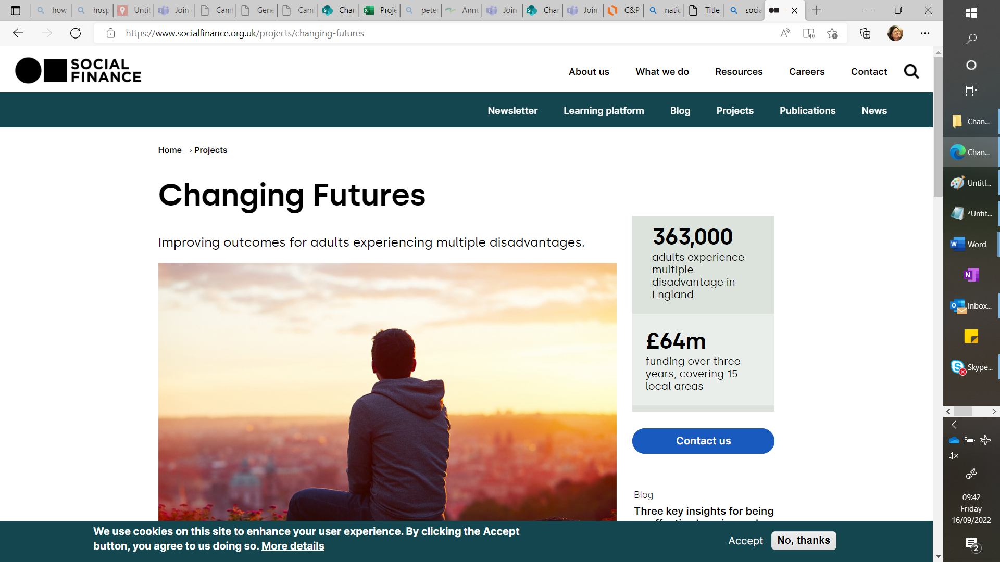 how
hosp
Untit
Join
Cam
Gene
Cam
Chan
Proje
pete
Annu
Join
Char
Join
C&P
natic
Title
socia
https://www.socialfinance.org.uk/projects/changing-futures
SOCIAL
FINANCE
About us
What we do
Resources
Careers
Contact
Newsletter
Learning platform
Blog
Projects
Publications
News
Home → Projects
Changing Futures
Improving outcomes for adults experiencing multiple disadvantages.
363,000
adults experience
multiple
disadvantage in
England
£64m
funding over three
years, covering 15
local areas
Contact us
Blog
Three key insights for being
We use cookies on this site to enhance your user experience. By clicking the Accept
button, you agree to us doing so. More details
Accept
No, thanks
Chan...
Chan...
Untitl...
*Untit...
Word
Inbox...
Skype...
09:42
Friday
16/09/2022
2